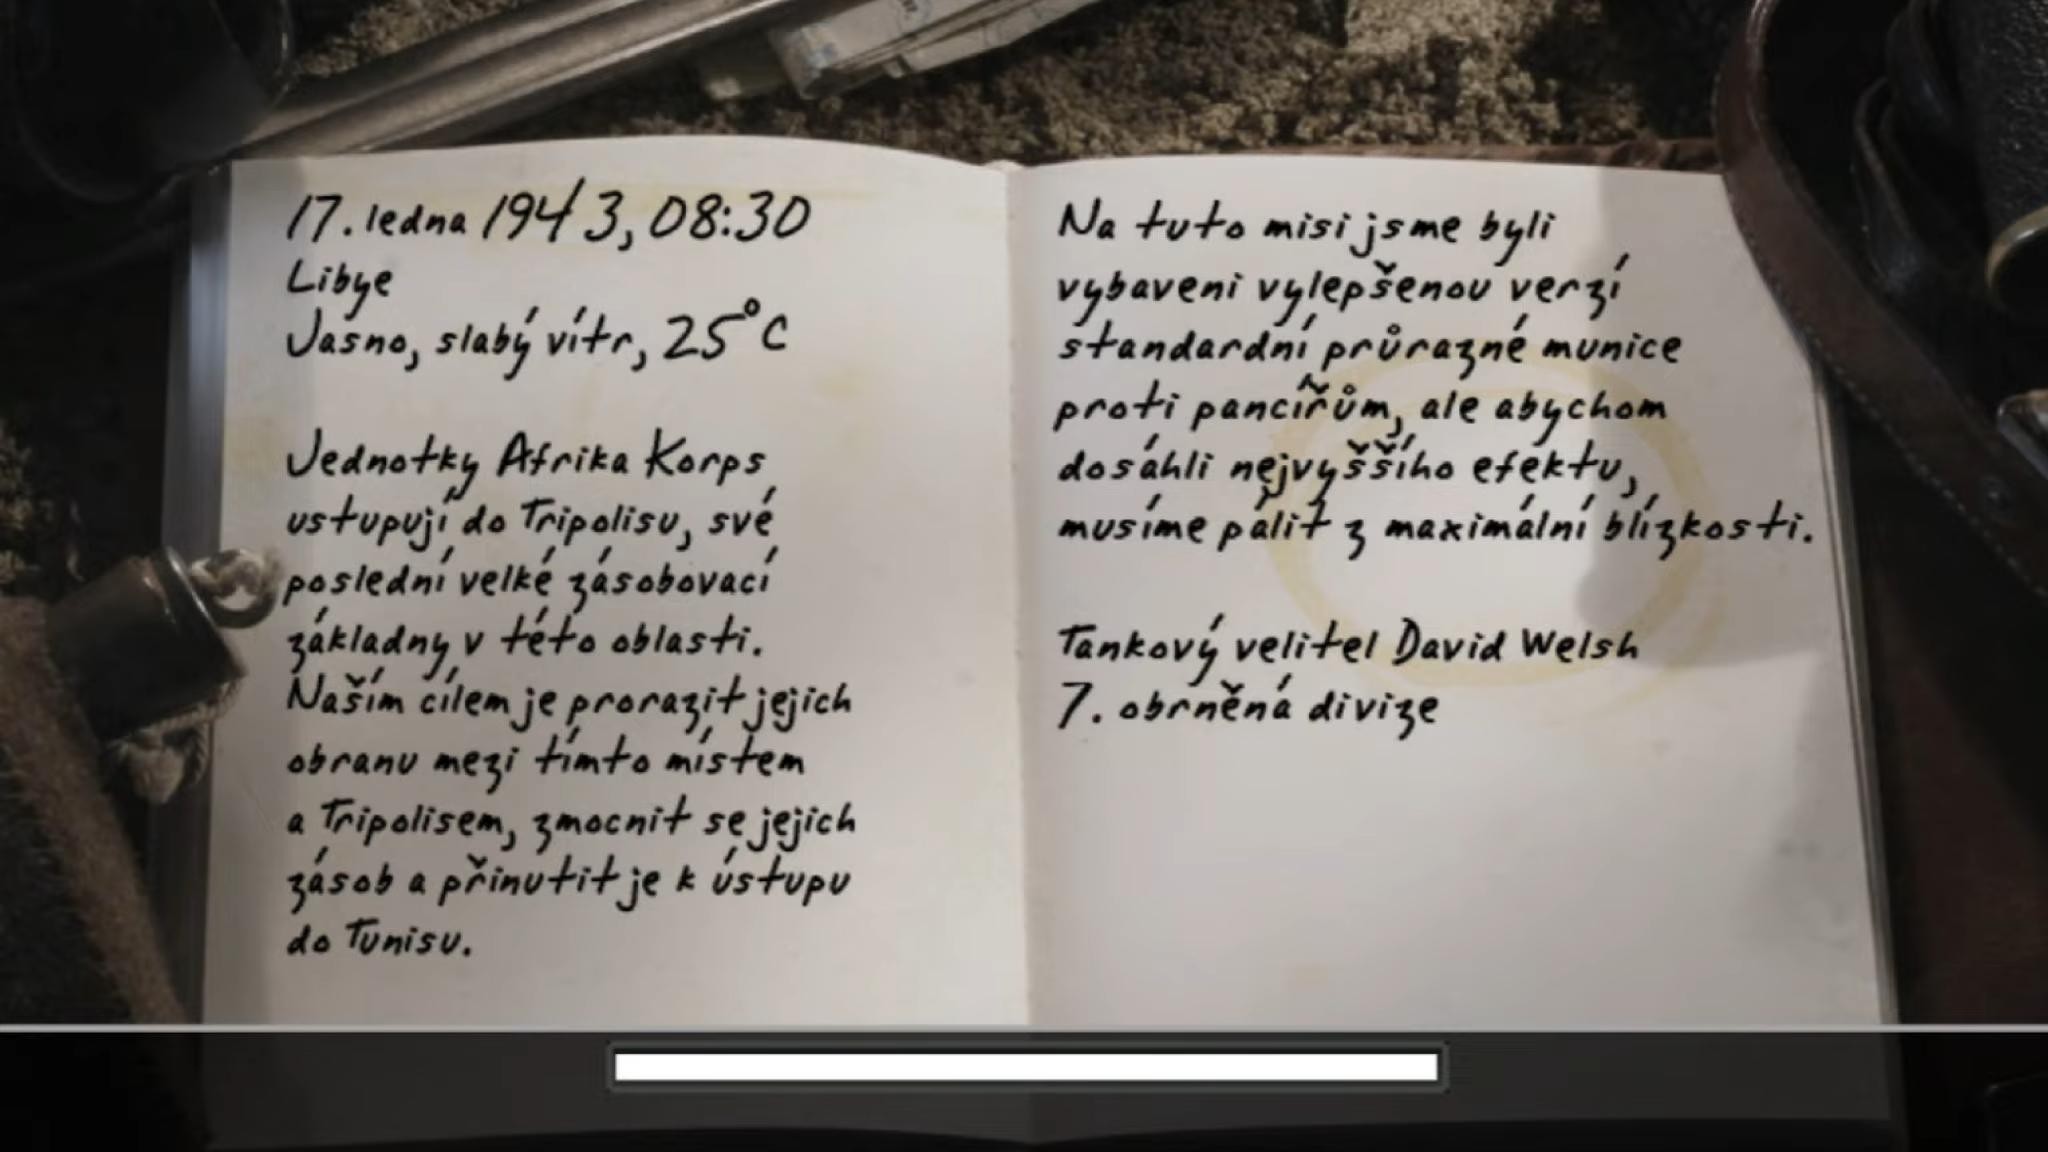 17. ledna 1943, 08:30
Libye
Jasno, slabý vítr, 25°C
Jednotky Afrika Korps
ustupují do Tripolisu, své
poslední velké zásobovací
základny v této oblasti.
Naším cílem je prorazit jejich
obranu mezi tímto místem
a Tripolisem, zmocnit se jejich
zásob a přinutit je k ústupu
do Tunisu.
Na tuto misi jsme byli
vybaveni vylepšenou verzí
standardní průrazné munice
proti pancířům, ale abychom
dosáhli nejvyššího efektu,
musíme pálit z maximální blízkosti.
Tankový velitel David Welsh
7. obrněná divize